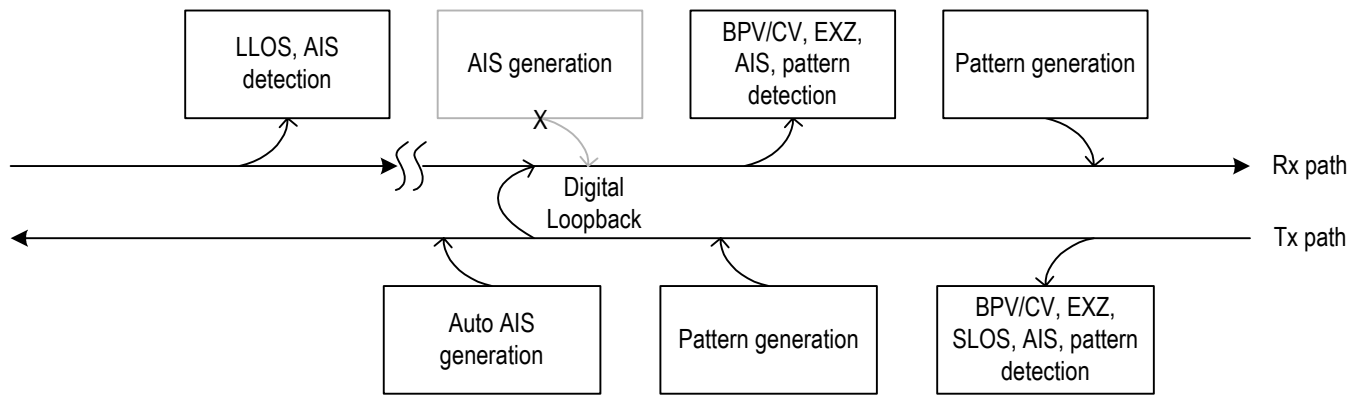 LLOS, AIS
detection
AIS generation
X
BPV/CV, EXZ,
AIS, pattern
detection
Pattern generation
Rx path
Digital
Loopback
Tx path
Auto AIS
generation
Pattern generation
BPV/CV, EXZ,
SLOS, AIS, pattern
detection